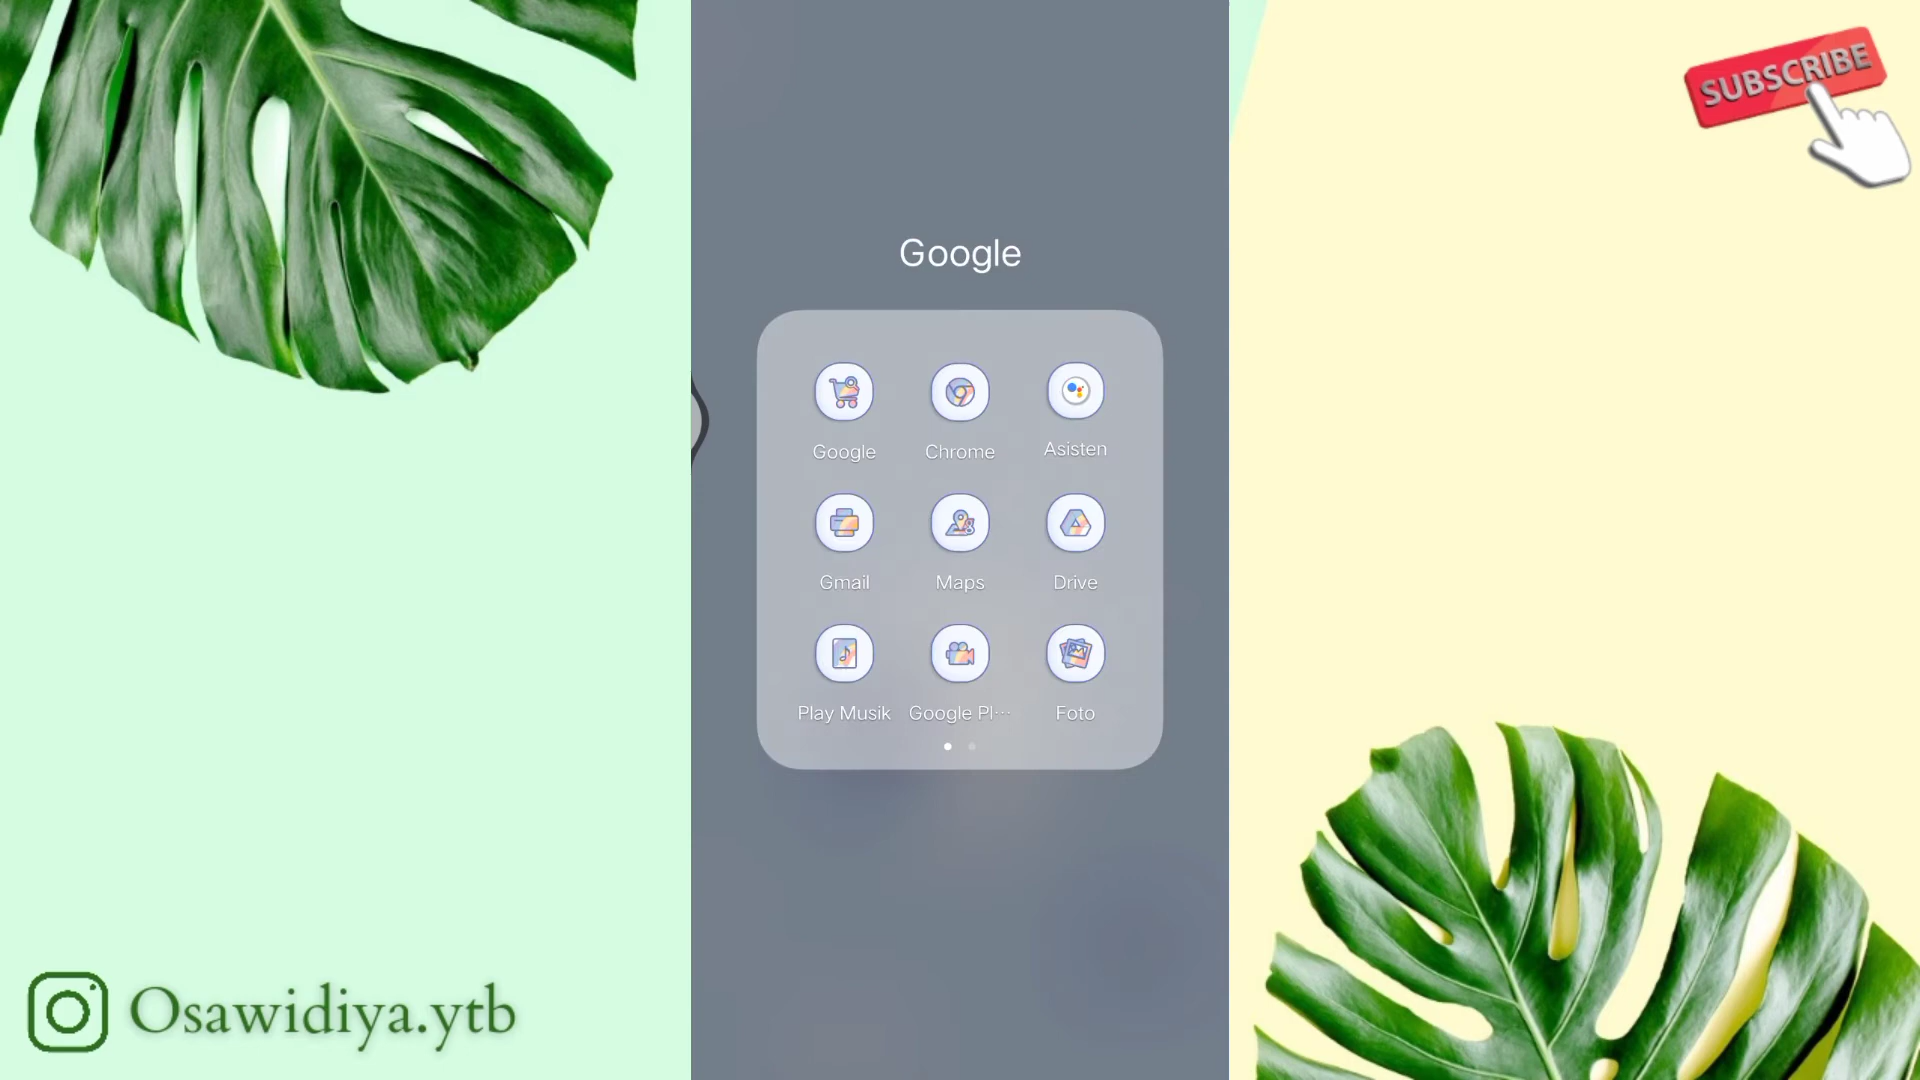 SUBSCRIBE
Google
Google Chrome Asisten
Gmail Maps Drive
Play Musik Google Pl... Foto
Osawidiya.ytb